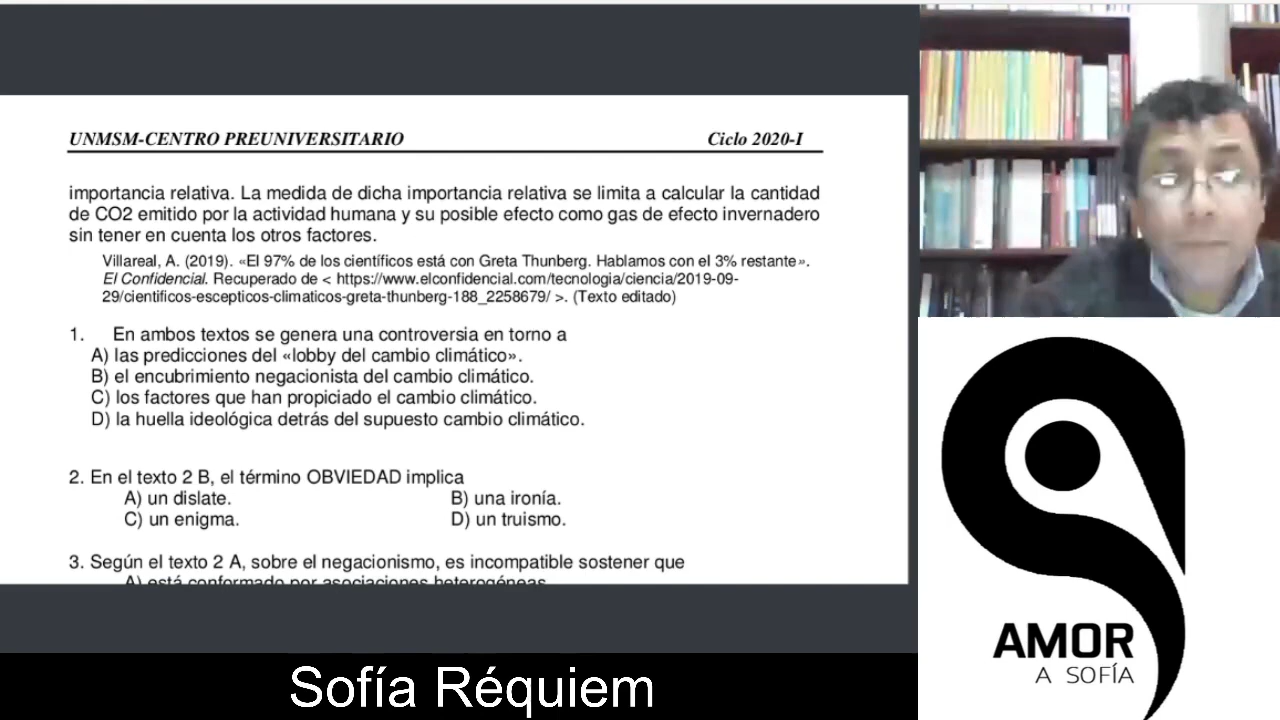 UNMSM-CENTRO PREUNIVERSITARIO Ciclo 2020-I
importancia relativa. La medida de dicha importancia relativa se limita a calcular la cantidad
de CO2 emitido por la actividad humana y su posible efecto como gas de efecto invernadero
sin tener en cuenta los otros factores.
Villareal, A. (2019). «El 97% de los científicos está con Greta Thunberg. Hablamos con el 3% restante».
El Confidencial. Recuperado de < https://www.elconfidencial.com/tecnologia/ciencia/2019-09-
29/cientificos-escepticos-climaticos-greta-thunberg-188_2258679/ >. (Texto editado)
1. En ambos textos se genera una controversia en torno a
A) las predicciones del «lobby del cambio climático».
B) el encubrimiento negacionista del cambio climático.
C) los factores que han propiciado el cambio climático.
D) la huella ideológica detrás del supuesto cambio climático.
2. En el texto 2 B, el término OBVIEDAD implica
A) un dislate. B) una ironía.
C) un enigma. D) un truismo.
3. Según el texto 2 A, sobre el negacionismo, es incompatible sostener que
A) está conformado por asociaciones heterogéneas
AMOR
A SOFÍA
Sofía Réquiem